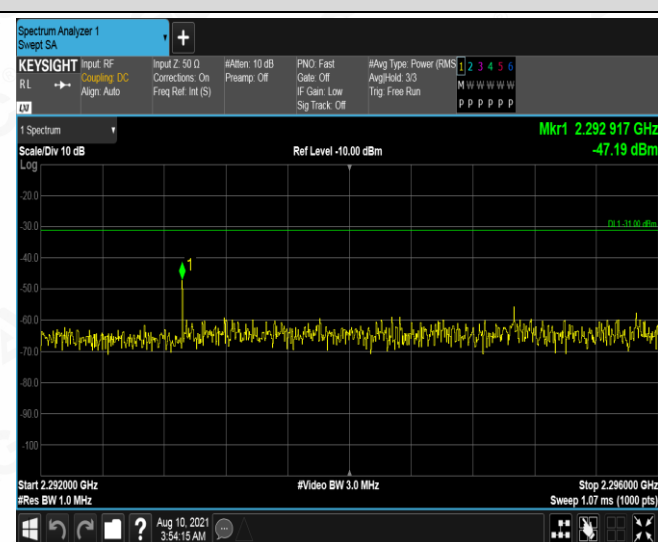 Spectrum Analyzer 1
Swept SA
+
KEYSIGHT
RL
Input: RF
Coupling: DC
Align: Auto
Input Z: 50 Ω
Corrections: On
Freq Ref: Int (S)
#Atten: 10 dB
Preamp: Off
PNO: Fast
Gate: Off
IF Gain: Low
Sig Track: Off
#Avg Type: Power (RMS
Avg|Hold: 3/3
Trig: Free Run
1 2 3 4 5 6
M W W W W W
P P P P P P
1 Spectrum
Mkr1 2.292 917 GHz
Scale/Div 10 dB
Ref Level -10.00 dBm
-47.19 dBm
Log
-20.0
-30.0
DL1 -31.00 dBm
-40.0
1
-50.0
-60.0
-70.0
-80.0
-90.0
-100
Start 2.292000 GHz
#Video BW 3.0 MHz
Stop 2.296000 GHz
#Res BW 1.0 MHz
Sweep 1.07 ms (1000 pts)
?
Aug 10, 2021
3:54:15 AM